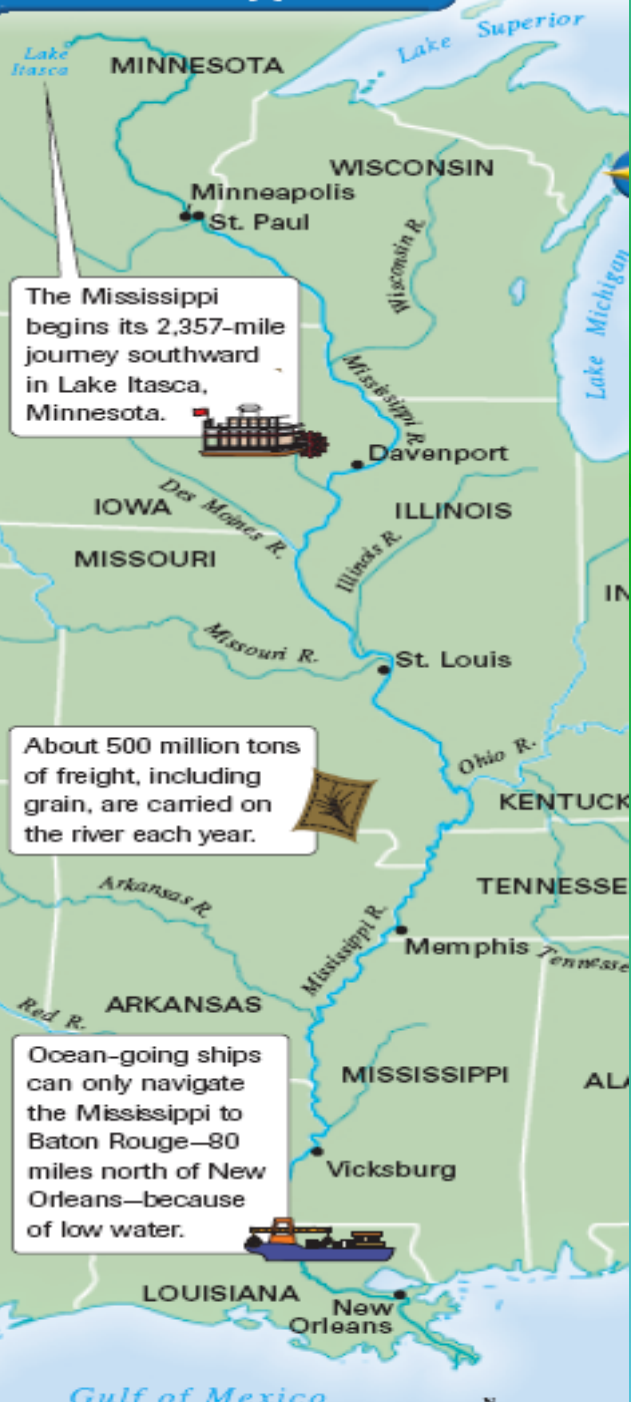 Lake Superior
Lake
Itasca
MINNESOTA
WISCONSIN
Minneapolis
St. Paul
Wisconsin R.
Lake Michigan
The Mississippi
begins its 2,357-mile
journey southward
in Lake Itasca,
Minnesota.
Mississippi R.
Davenport
IOWA
Des Moines R.
ILLINOIS
Illinois R.
MISSOURI
IN
Missouri R.
St. Louis
About 500 million tons
of freight, including
grain, are carried on
the river each year.
Ohio R.
KENTUCK
TENNESSE
Arkansas R.
Mississippi R.
Memphis
Tennesse
Red R.
ARKANSAS
Ocean-going ships
can only navigate
the Mississippi to
Baton Rouge—80
miles north of New
Orleans—because
of low water.
MISSISSIPPI
ALA
Vicksburg
LOUISIANA
New
Orleans
Gulf of Mexico